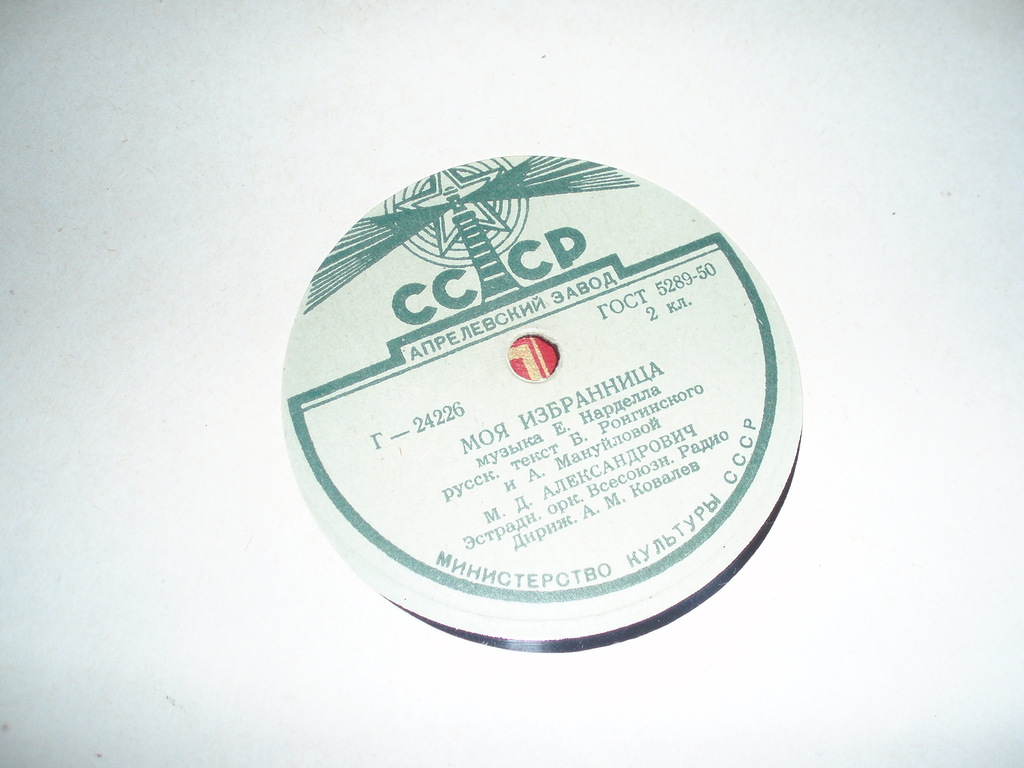 СССР
АПРЕЛЕВСКИЙ ЗАВОД
ГОСТ 5289-50
2 кл.
Г — 24226
МОЯ ИЗБРАННИЦА
музыка Е. Нарделла
русск. текст Б. Ронгинского
и А. Мануйловой
М. Д. АЛЕКСАНДРОВИЧ
Эстрадн. орк. Всесоюзн. Радио
Дириж. А. М. Ковалев
МИНИСТЕРСТВО КУЛЬТУРЫ СССР